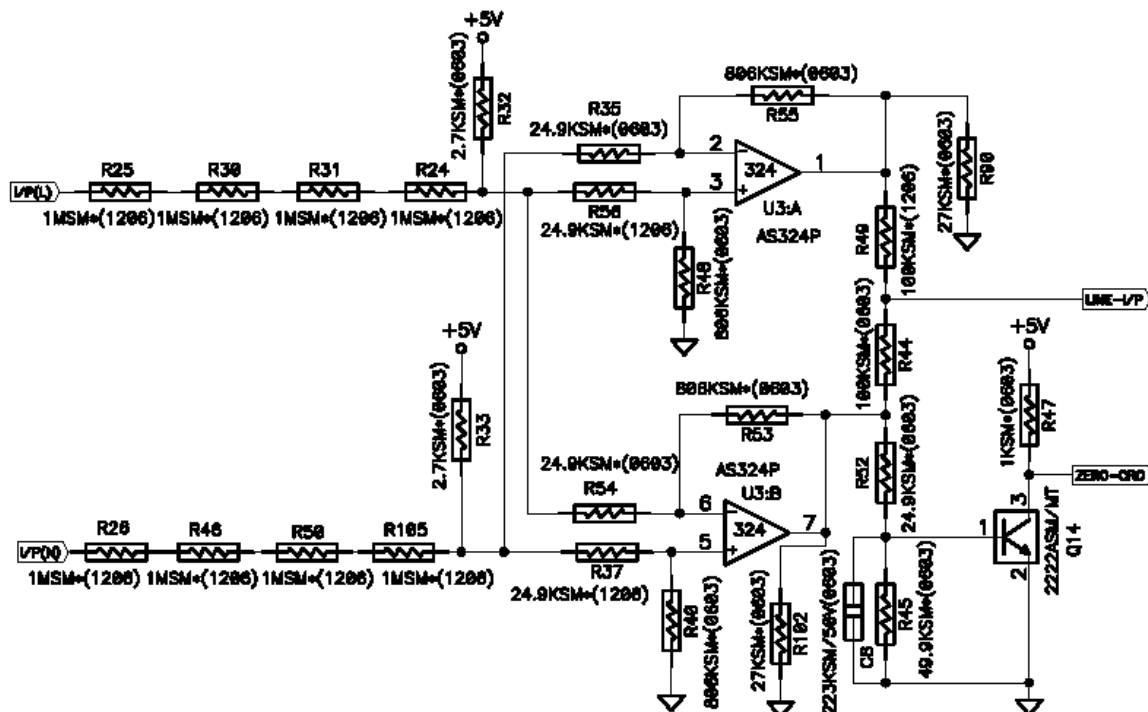 +5V
2.7KSM*(0603)
R32
806KSM*(0603)
R55
R35
24.9KSM*(0603)
2
1
324
3
U3:A
AS324P
27KSM*(0603)
R90
I/P(L)
R25
R30
R31
R24
1MSM*(1206)
1MSM*(1206)
1MSM*(1206)
1MSM*(1206)
R56
24.9KSM*(1206)
R48
806KSM*(0603)
R49
100KSM*(1206)
LINE-I/P
+5V
2.7KSM*(0603)
R33
R44
100KSM*(0603)
+5V
1KSM*(0603)
R47
806KSM*(0603)
R53
24.9KSM*(0603)
R54
AS324P
U3:B
6
324
7
5
R52
24.9KSM*(0603)
ZERO-CRO
I/P(N)
R26
R46
R50
R105
1MSM*(1206)
1MSM*(1206)
1MSM*(1206)
1MSM*(1206)
R37
24.9KSM*(1206)
R40
806KSM*(0603)
27KSM*(0603)
R102
223KSM/50V(0603)
C6
R45
49.9KSM*(0603)
1
3
2
2222ASM/MT
Q14